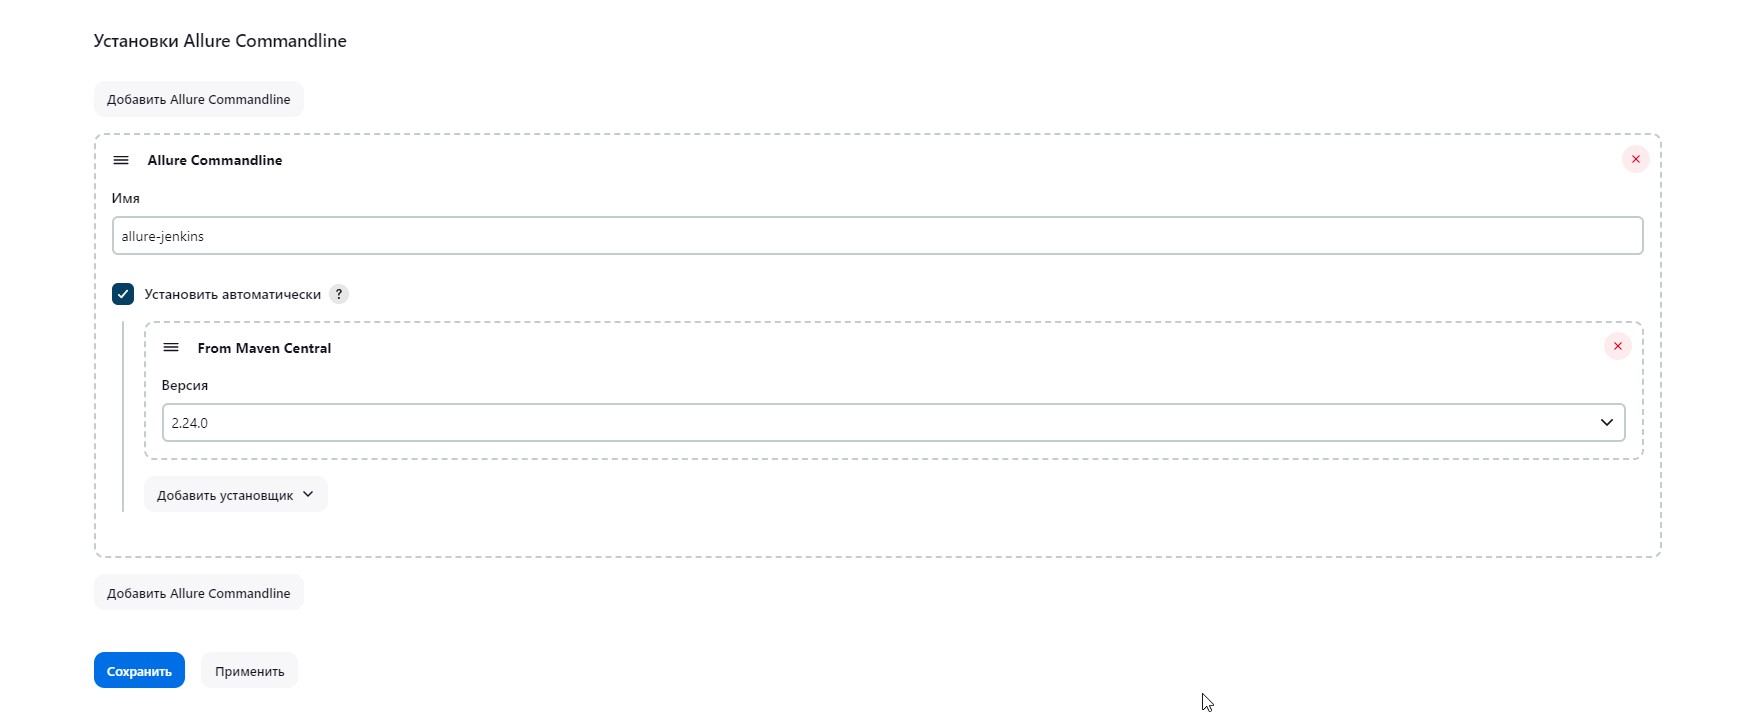 Установки Allure Commandline
Добавить Allure Commandline
Allure Commandline
Имя
allure-jenkins
Установить автоматически ?
From Maven Central
Версия
2.24.0
Добавить установщик
Добавить Allure Commandline
Сохранить Применить